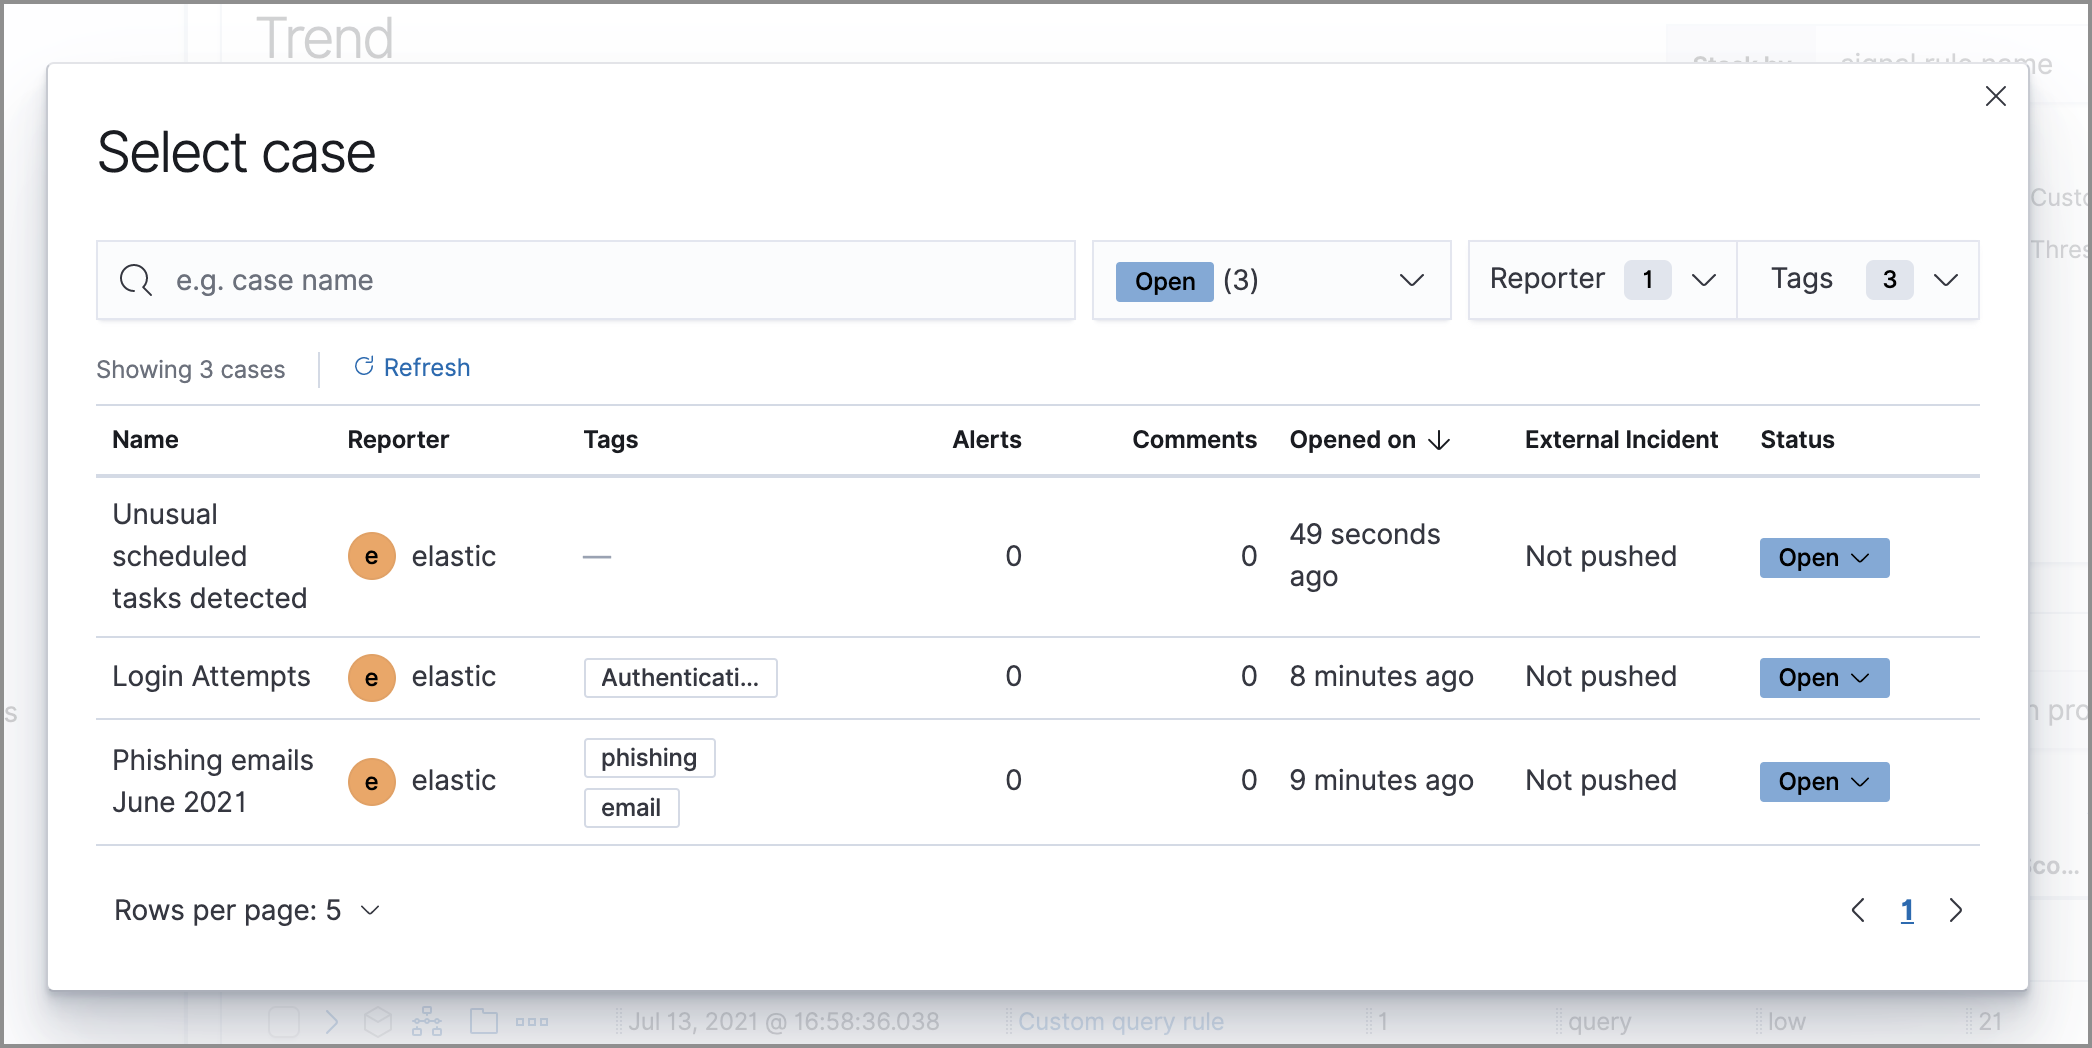 Trend
Select case
e.g. case name
Open (3)
Reporter 1
Tags 3
Showing 3 cases
Refresh
Name Reporter Tags Alerts Comments Opened on External Incident Status
Unusual
scheduled
tasks detected
e elastic
—
0
0
49 seconds
ago
Not pushed
Open
Login Attempts e elastic Authenticati... 0 0 8 minutes ago Not pushed Open
Phishing emails
June 2021
e elastic
phishing
email
0
0
9 minutes ago
Not pushed
Open
Rows per page: 5
1
Jul 13, 2021 @ 16:58:36.038 Custom query rule 1 query low 21